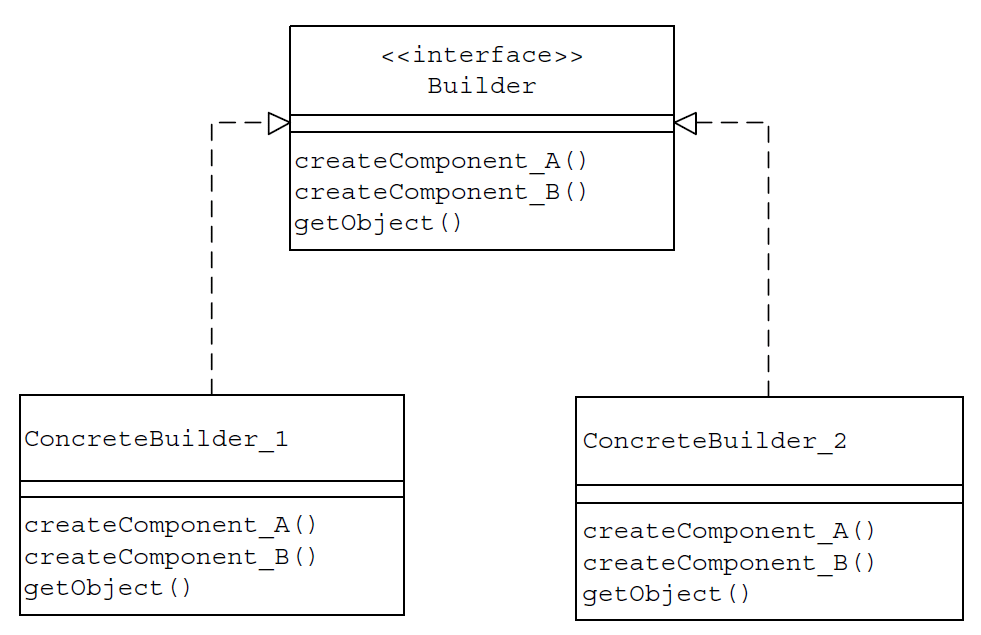 <<interface>>
Builder
createComponent_A()
createComponent_B()
getObject()
ConcreteBuilder_1
createComponent_A()
createComponent_B()
getObject()
ConcreteBuilder_2
createComponent_A()
createComponent_B()
getObject()